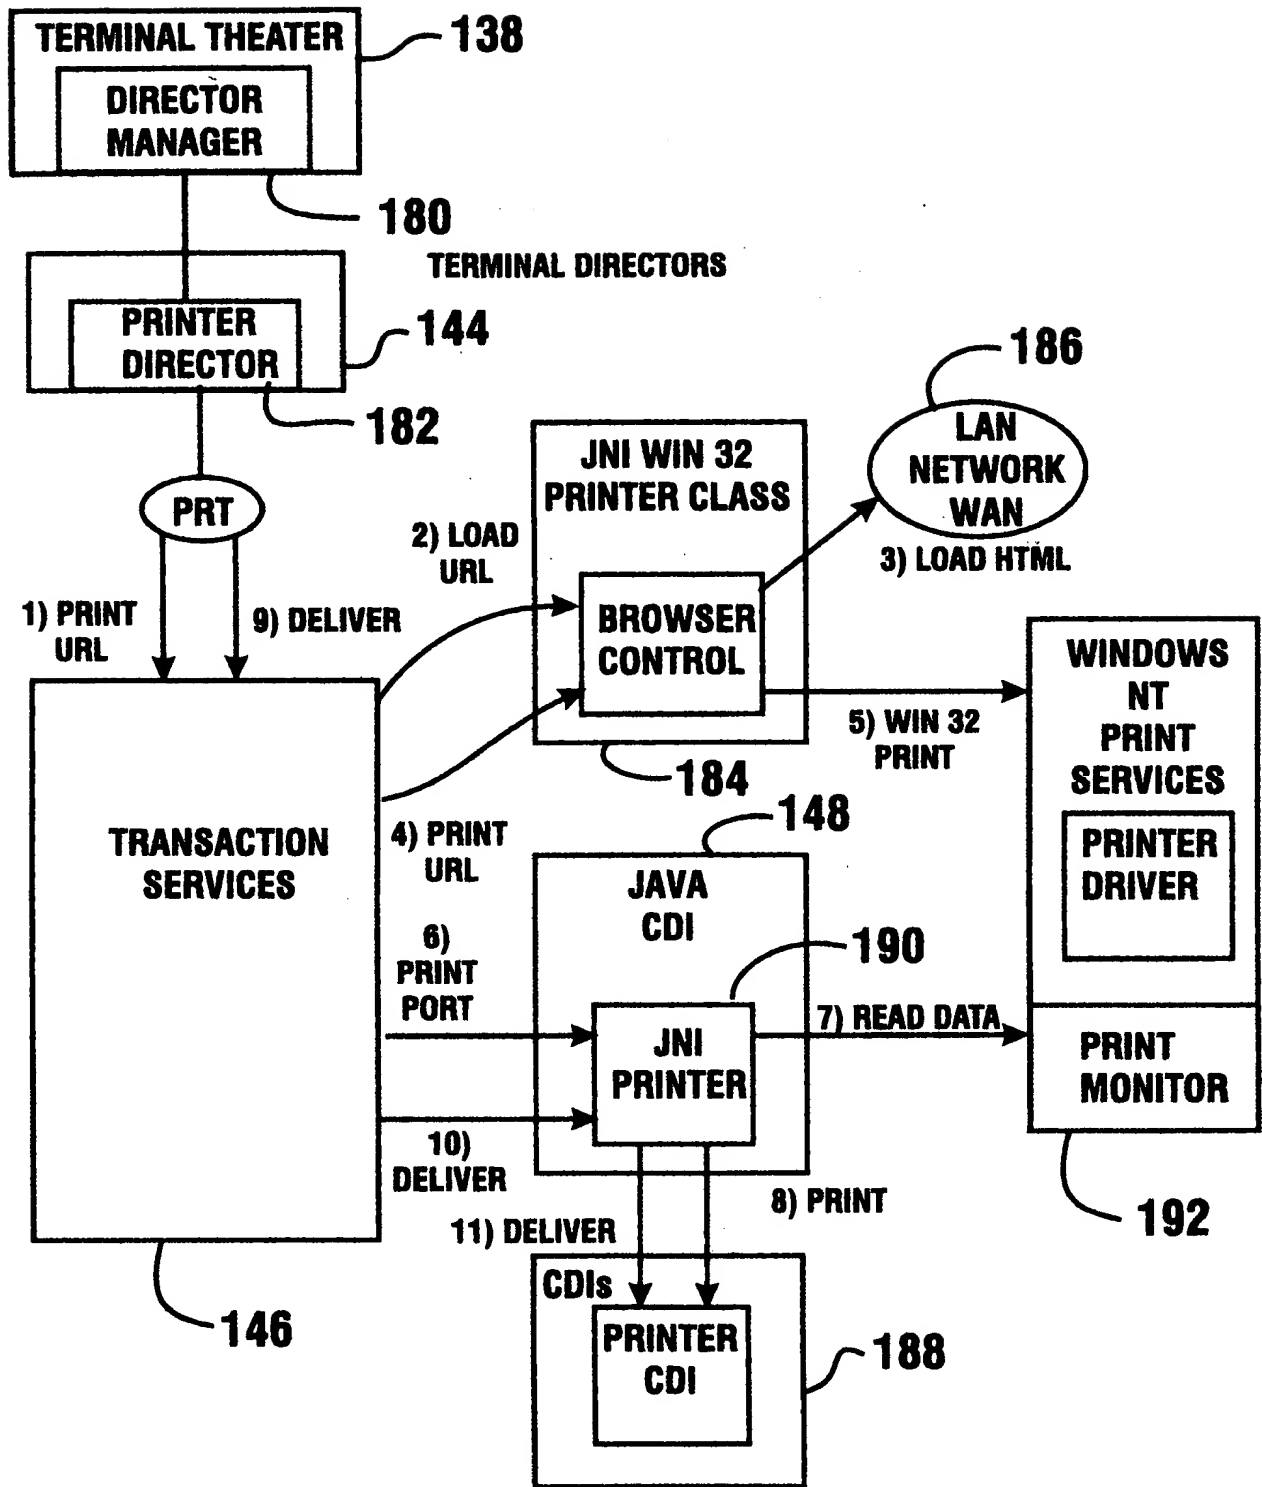 TERMINAL THEATER
138
DIRECTOR
MANAGER
180
TERMINAL DIRECTORS
PRINTER
DIRECTOR
144
182
PRT
1) PRINT
URL
9) DELIVER
2) LOAD
URL
JNI WIN 32
PRINTER CLASS
BROWSER
CONTROL
186
LAN
NETWORK
WAN
3) LOAD HTML
184
5) WIN 32
PRINT
WINDOWS
NT
PRINT
SERVICES
PRINTER
DRIVER
TRANSACTION
SERVICES
4) PRINT
URL
148
JAVA
CDI
190
6)
PRINT
PORT
JNI
PRINTER
7) READ DATA
PRINT
MONITOR
10)
DELIVER
8) PRINT
192
11) DELIVER
146
CDIs
PRINTER
CDI
188